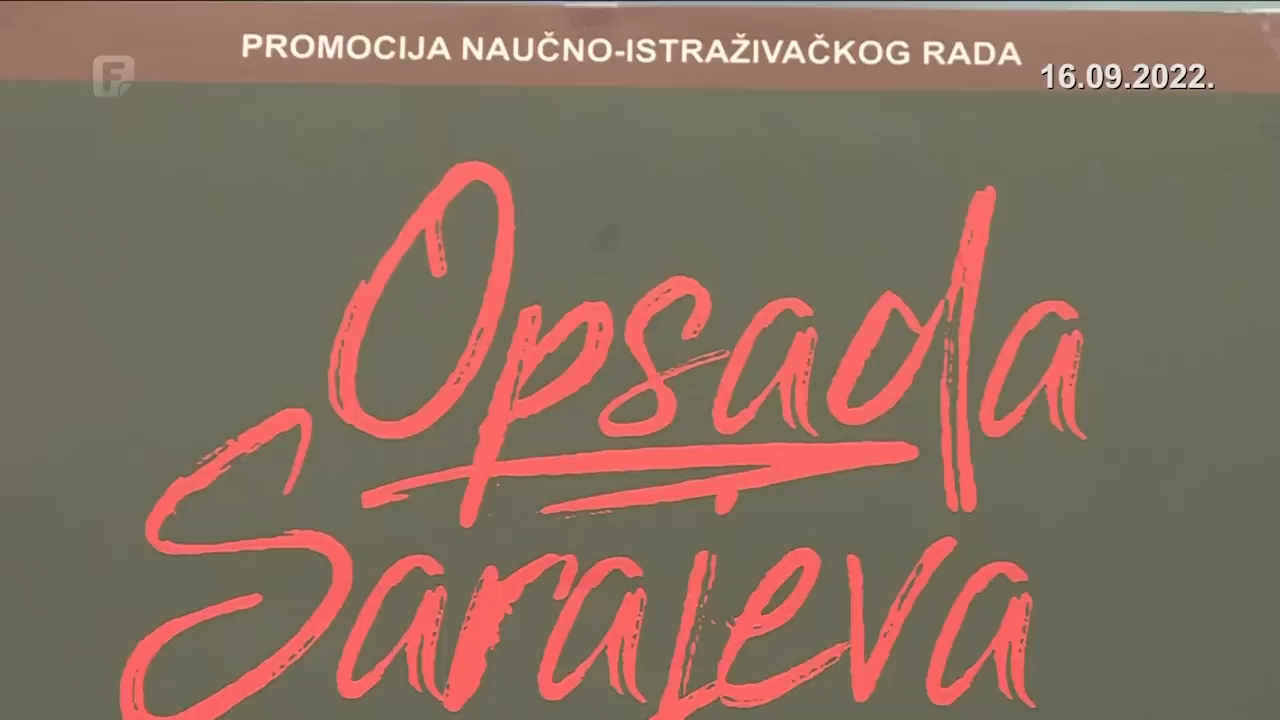 PROMOCIJA NAUČNO-ISTRAŽIVAČKOG RADA
16.09.2022.
F
Opsada
Sarajeva